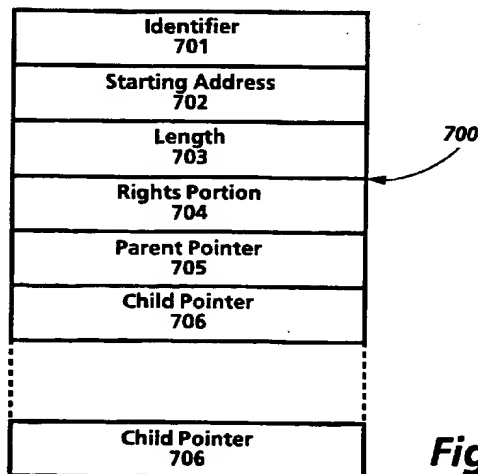 Identifier
701
Starting Address
702
Length
703
700
Rights Portion
704
Parent Pointer
705
Child Pointer
706
Child Pointer
706
Fig